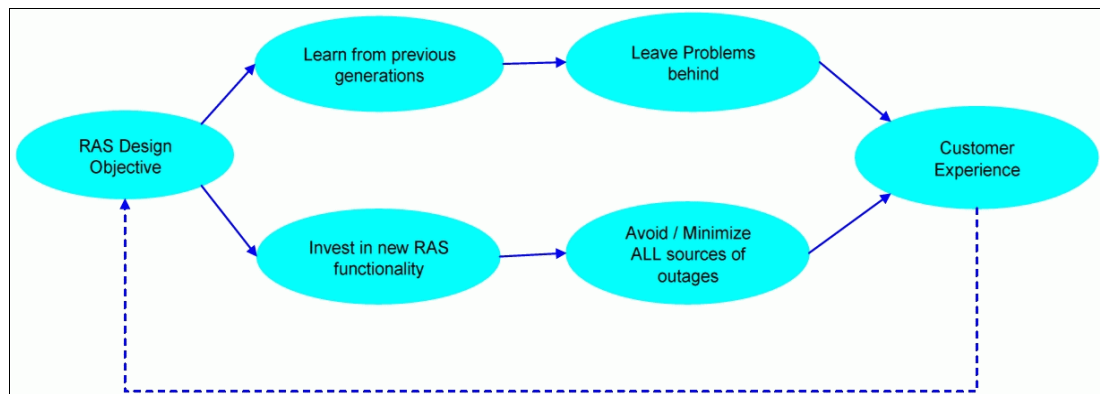 Learn from previous
generations
Leave Problems
behind
RAS Design
Objective
Customer
Experience
Invest in new RAS
functionality
Avoid / Minimize
ALL sources of
outages